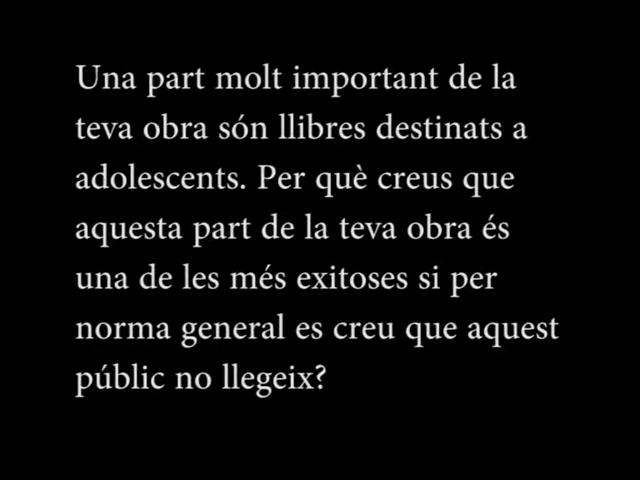 Una part molt important de la
teva obra són llibres destinats a
adolescents. Per què creus que
aquesta part de la teva obra és
una de les més exitoses si per
norma general es creu que aquest
públic no llegeix?